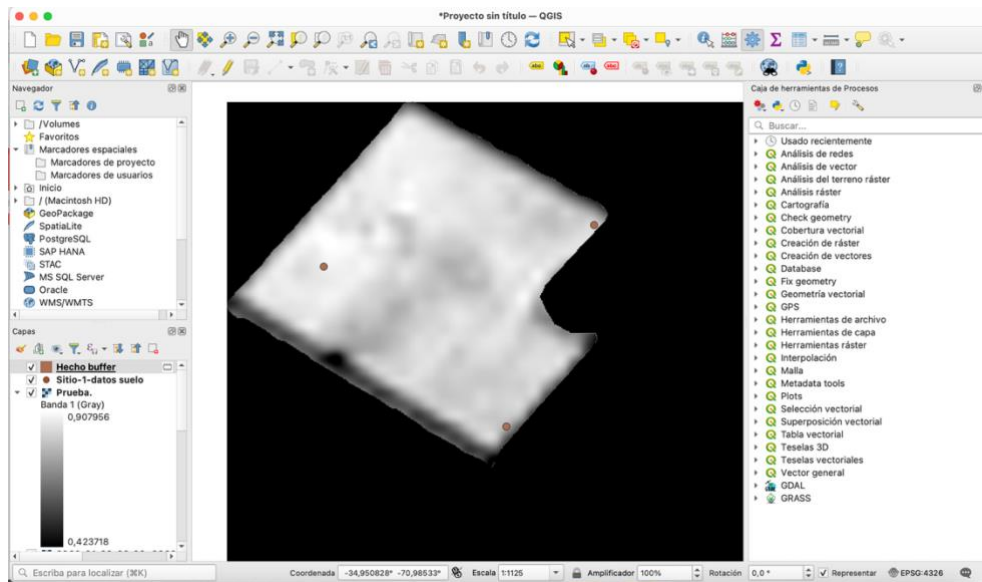 *Proyecto sin título — QGIS
Navegador
/Volumes
Favoritos
Marcadores espaciales
Marcadores de proyecto
Marcadores de usuarios
Inicio
/ (Macintosh HD)
GeoPackage
SpatiaLite
PostgreSQL
SAP HANA
STAC
MS SQL Server
Oracle
WMS/WMTS
Capas
Hecho buffer
Sitio-1-datos suelo
Prueba.
Banda 1 (Gray)
0,907956
0,423718
Caja de herramientas de Procesos
Buscar...
Usado recientemente
Análisis de redes
Análisis de vector
Análisis del terreno ráster
Análisis ráster
Cartografía
Check geometry
Cobertura vectorial
Creación de ráster
Creación de vectores
Database
Fix geometry
Geometría vectorial
GPS
Herramientas de archivo
Herramientas de capa
Herramientas ráster
Interpolación
Malla
Metadata tools
Plots
Selección vectorial
Superposición vectorial
Tabla vectorial
Teselas 3D
Teselas vectoriales
Vector general
GDAL
GRASS
Escriba para localizar (⌘K) Coordenada -34,950828° -70,98533° Escala 1:1125 Amplificador 100% Rotación 0,0 ° Representar EPSG:4326